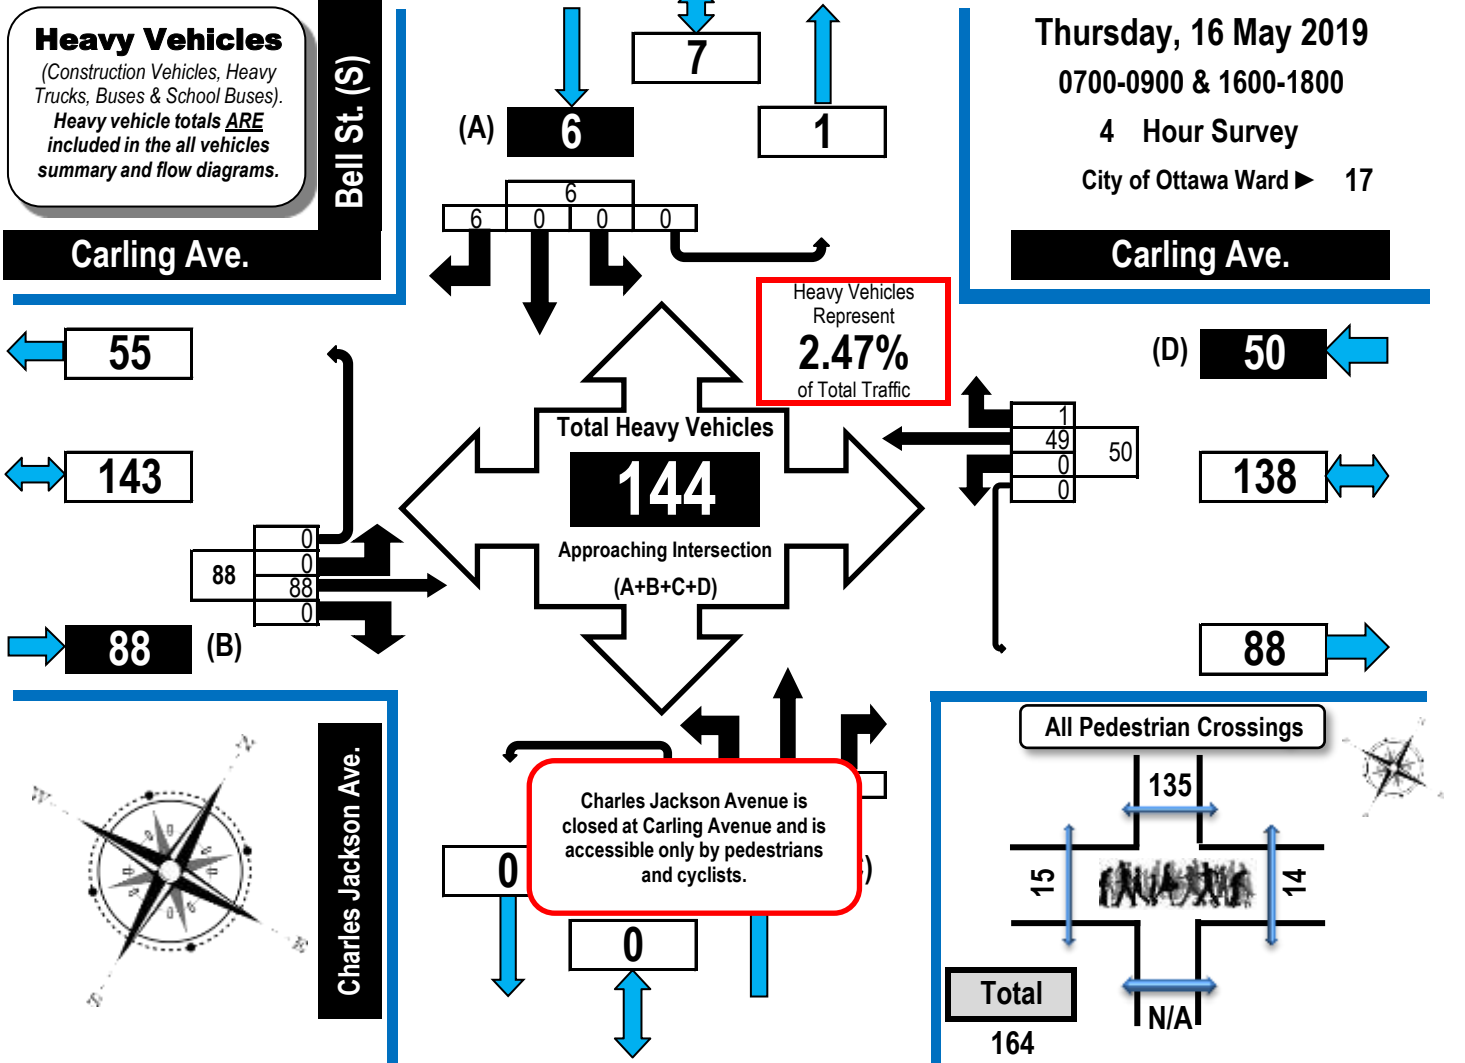 Heavy Vehicles
(Construction Vehicles, Heavy
Trucks, Buses & School Buses).
Heavy vehicle totals ARE
included in the all vehicles
summary and flow diagrams.
Bell St. (S)
Carling Ave.
7
(A)
6
1
6
6
0
0
0
Thursday, 16 May 2019
0700-0900 & 1600-1800
4 Hour Survey
City of Ottawa Ward ► 17
Carling Ave.
Heavy Vehicles
Represent
2.47%
of Total Traffic
55
143
0
0
88
0
88
88
(B)
Total Heavy Vehicles
144
Approaching Intersection
(A+B+C+D)
(D)
50
1
49
0
0
50
138
88
Charles Jackson Ave.
N
W
E
Charles Jackson Avenue is
closed at Carling Avenue and is
accessible only by pedestrians
and cyclists.
)
0
0
All Pedestrian Crossings
135
15
14
N/A
Total
164